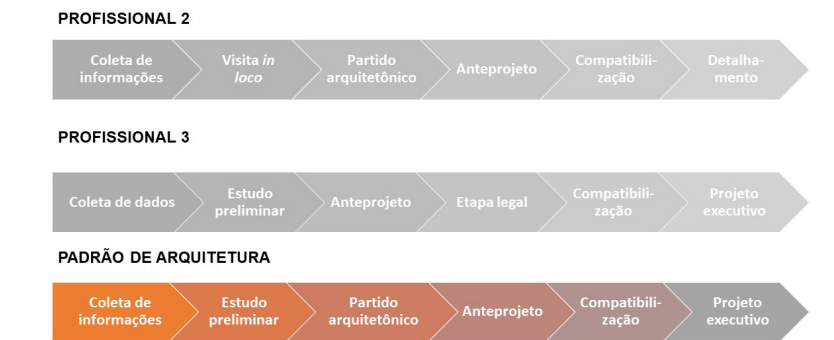 PROFISSIONAL 2
Coleta de
informações
Visita in
loco
Partido
arquitetônico
Anteprojeto
Compatibili-
zação
Detalha-
mento
PROFISSIONAL 3
Coleta de dados
Estudo
preliminar
Anteprojeto
Etapa legal
Compatibili-
zação
Projeto
executivo
PADRÃO DE ARQUITETURA
Coleta de
informações
Estudo
preliminar
Partido
arquitetônico
Anteprojeto
Compatibili-
zação
Projeto
executivo